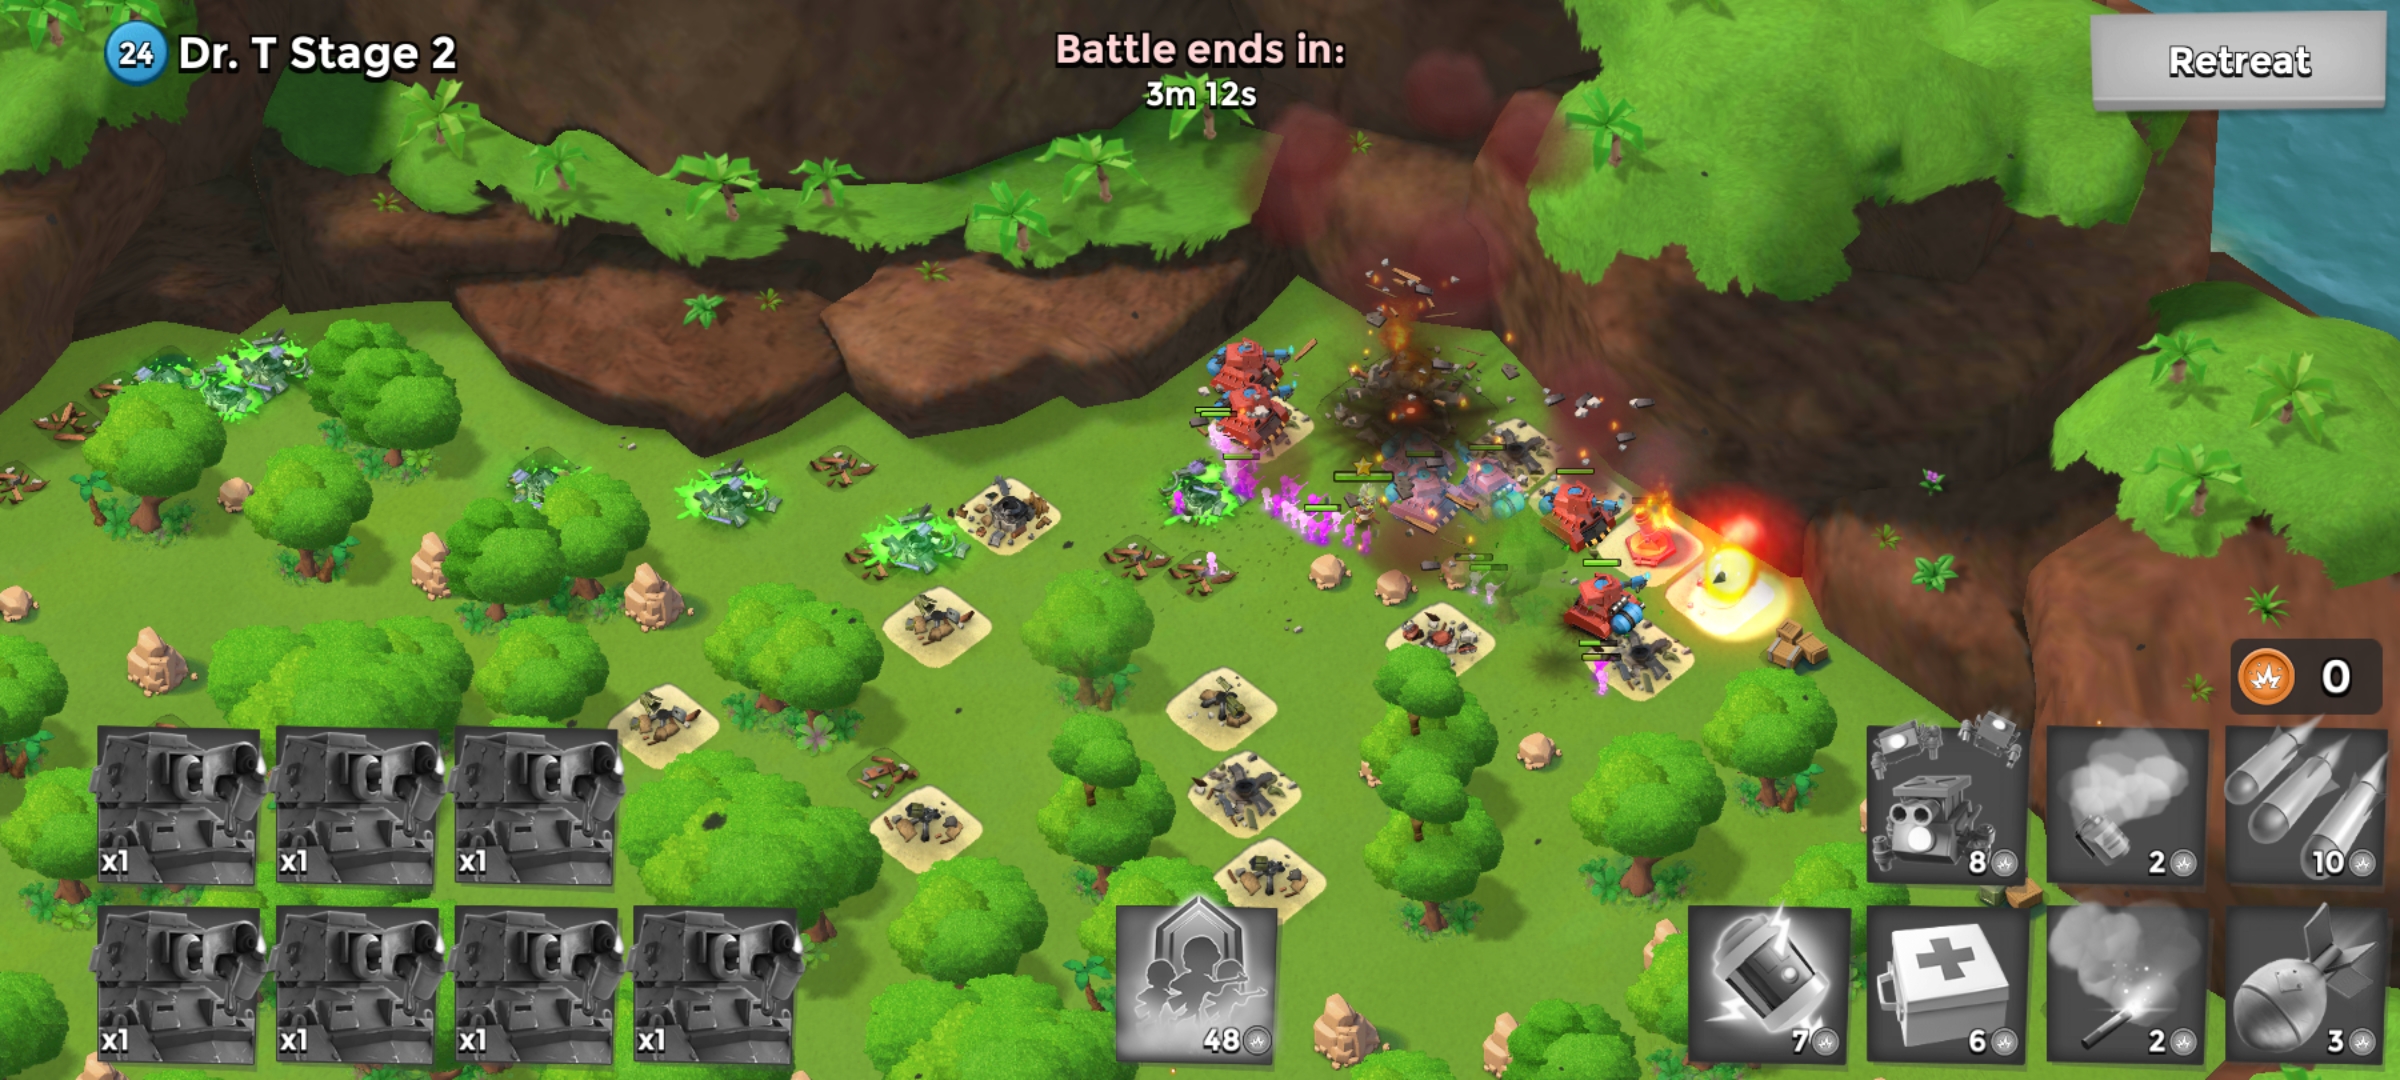 24 Dr. T Stage 2
Battle ends in:
3m 12s
Retreat
0
x1 x1 x1
8 2 10
x1 x1 x1 x1
48
7 6 2 3